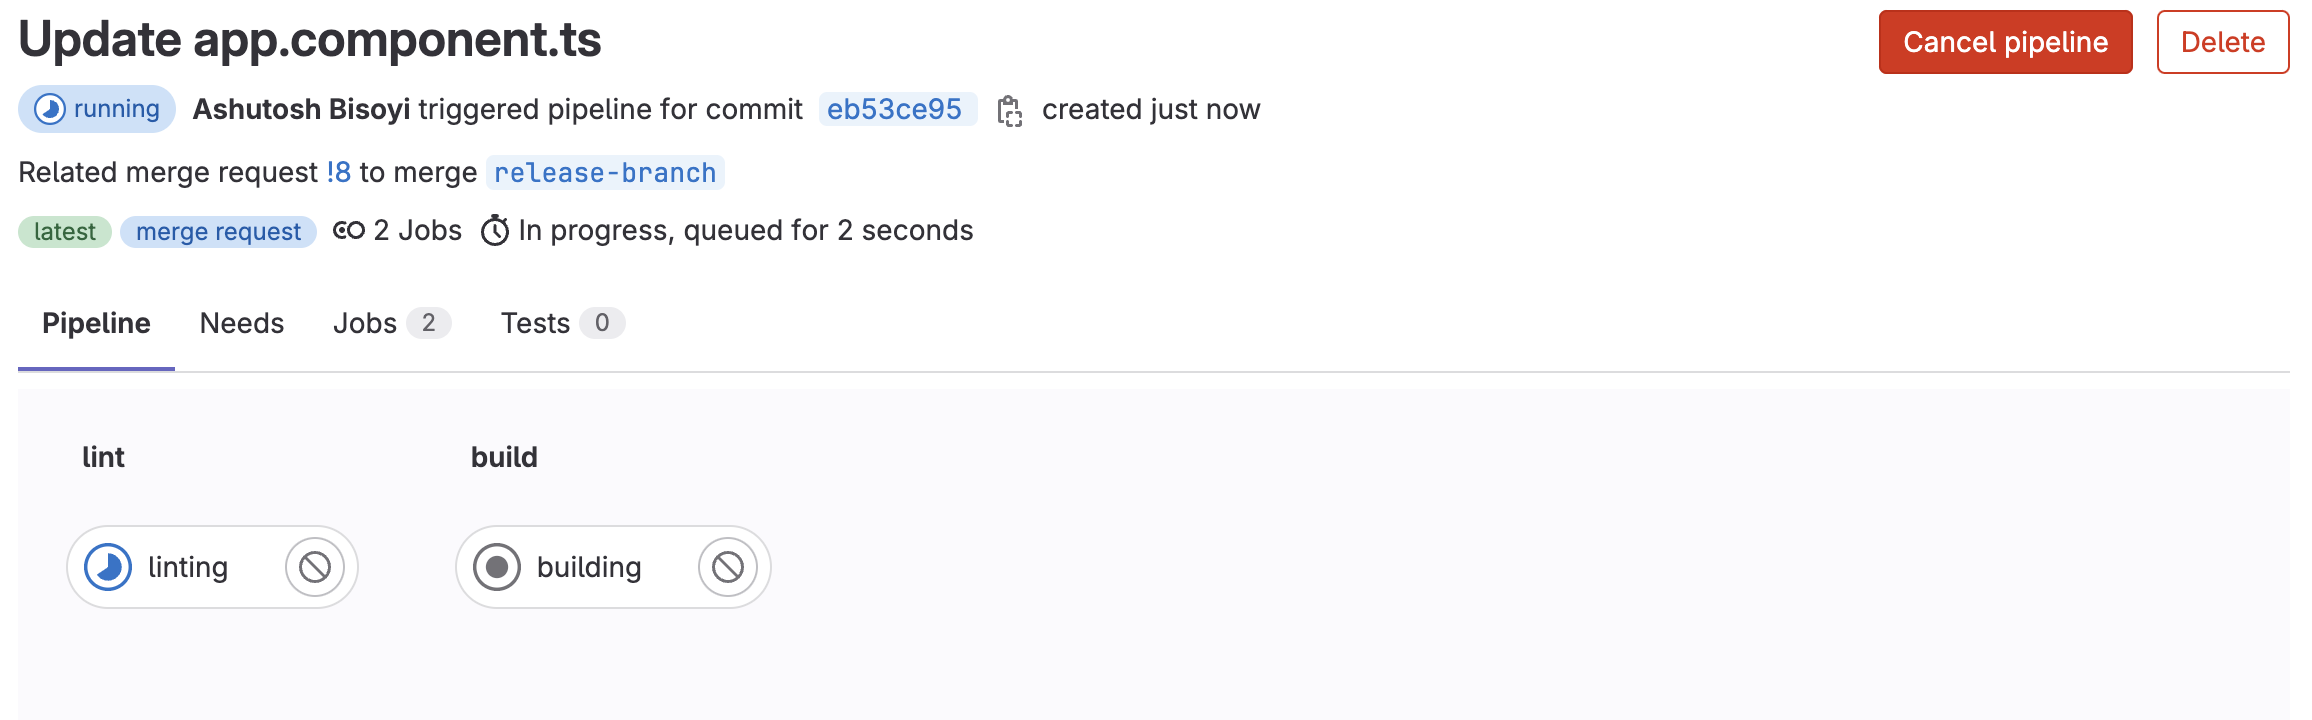 Update app.component.ts
Cancel pipeline
Delete
running Ashutosh Bisoyi triggered pipeline for commit eb53ce95 created just now
Related merge request !8 to merge release-branch
latest merge request 2 Jobs In progress, queued for 2 seconds
Pipeline Needs Jobs 2 Tests 0
lint build
linting building